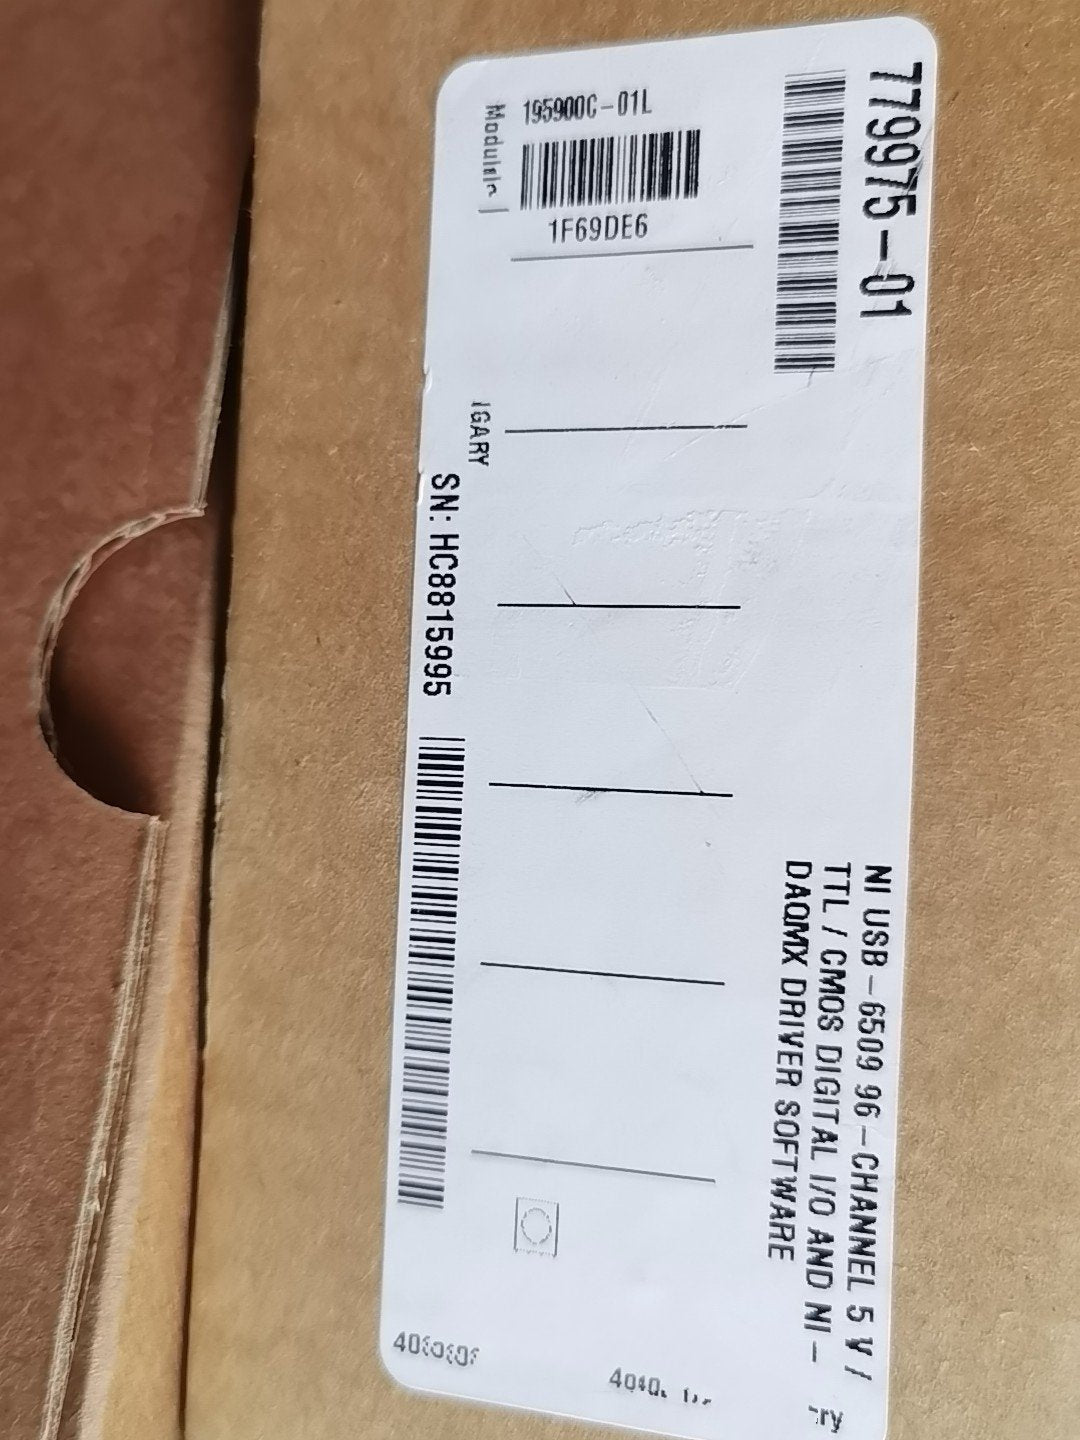 779975-01
NI USB-6509 96-CHANNEL 5 V /
TTL / CMOS DIGITAL I/O AND NI-
DAQMX DRIVER SOFTWARE
195900C-01L
1F69DE6
SN: HC8815995